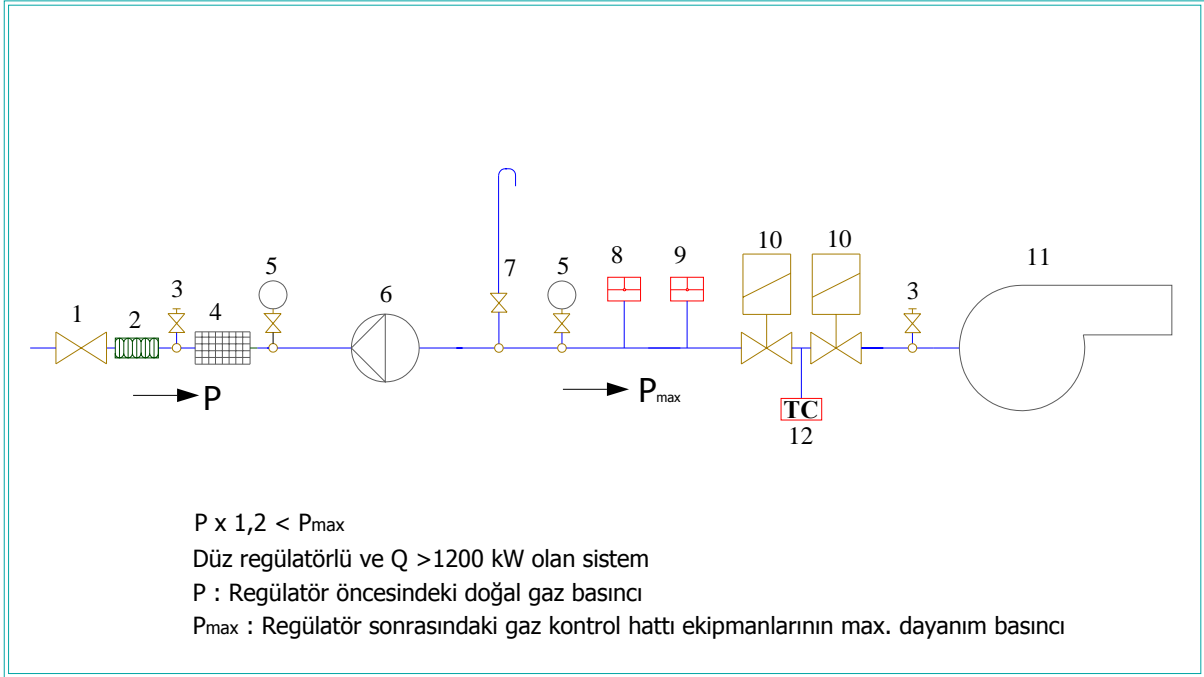 10 10
11
5 7 5 8 9
3 6 3
1 2 4
P
Pmax
TC
12
P x 1,2 < Pmax
Düz regülatörlü ve Q >1200 kW olan sistem
P : Regülatör öncesindeki doğal gaz basıncı
Pmax : Regülatör sonrasındaki gaz kontrol hattı ekipmanlarının max. dayanım basıncı